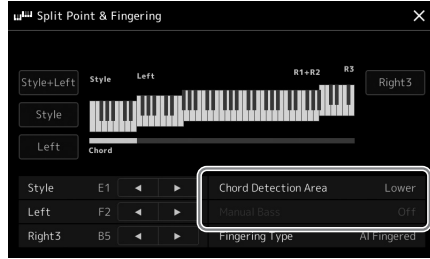 Split Point & Fingering
R3
Style Left R1+R2
Style+Left Right3
Style
Left
Chord
Style E1 Chord Detection Area Lower
Left F2 Manual Bass Off
Right3 B5 Fingering Type AI Fingered